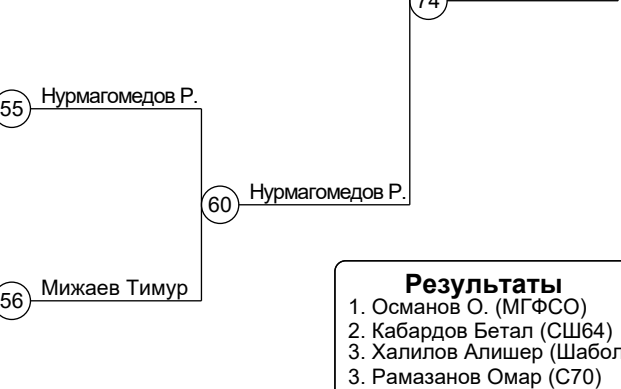 74
Нурмагомедов Р.
55
Нурмагомедов Р.
60
Мижаев Тимур
56
Результаты
1. Османов О. (МГФСО)
2. Кабардов Бетал (СШ64)
3. Халилов Алишер (Шабол
3. Рамазанов Омар (С70)